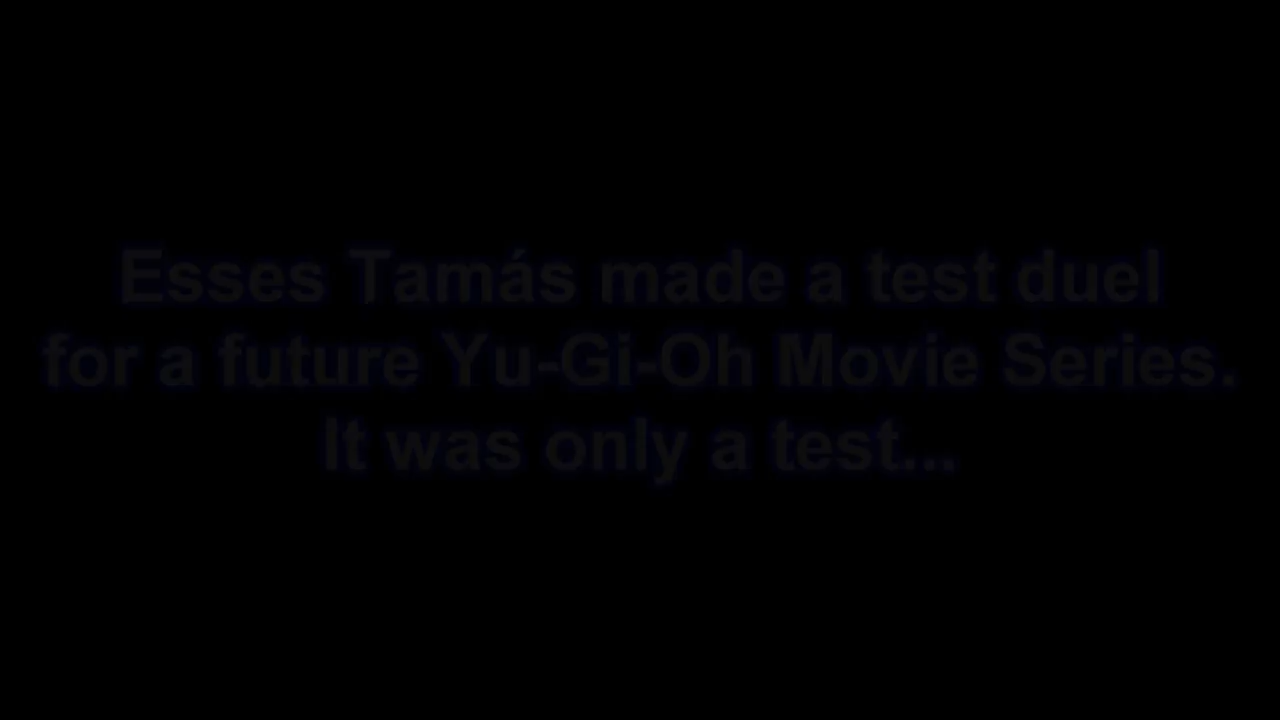 Esses Tamás made a test duel
for a future Yu-Gi-Oh Movie Series.
It was only a test...